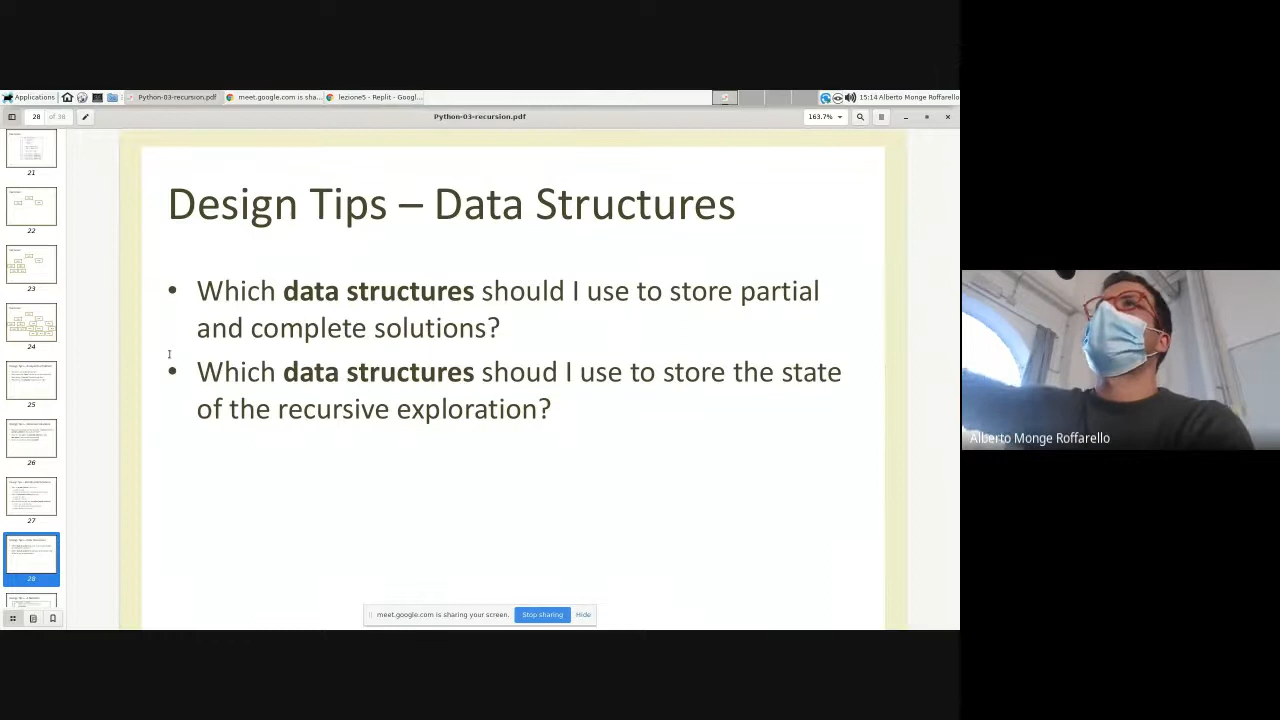 Applications
Python-03-recursion.pdf
meet.google.com is sha...
lezione5 - Replit - Googl...
15:14 Alberto Monge Roffarello
28 of 38
Python-03-recursion.pdf
163.7%
21
22
23
24
25
26
27
28
Design Tips – Data Structures
• Which data structures should I use to store partial
and complete solutions?
• Which data structures shoud I use to store the state
of the recursive exploration?
meet.google.com is sharing your screen.
Stop sharing
Hide
Alberto Monge Roffarello